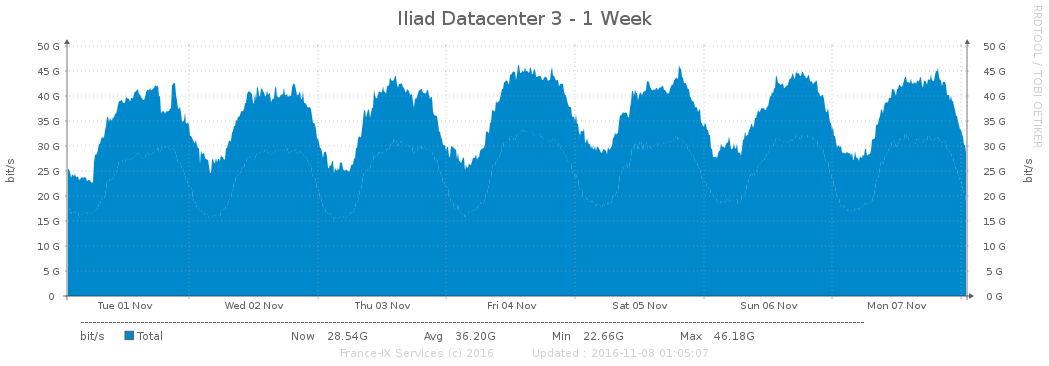 Iliad Datacenter 3 - 1 Week
RRDTOOL / TOBI OETIKER
50 G 50 G
45 G 45 G
40 G 40 G
35 G 35 G
30 G 30 G
25 G 25 G
20 G 20 G
15 G 15 G
10 G 10 G
5 G 5 G
0 0 G
bit/s
bit/s
Tue 01 Nov Wed 02 Nov Thu 03 Nov Fri 04 Nov Sat 05 Nov Sun 06 Nov Mon 07 Nov
bit/s Total Now 28.54G Avg 36.20G Min 22.66G Max 46.18G
France-IX Services (c) 2016 Updated : 2016-11-08 01:05:07